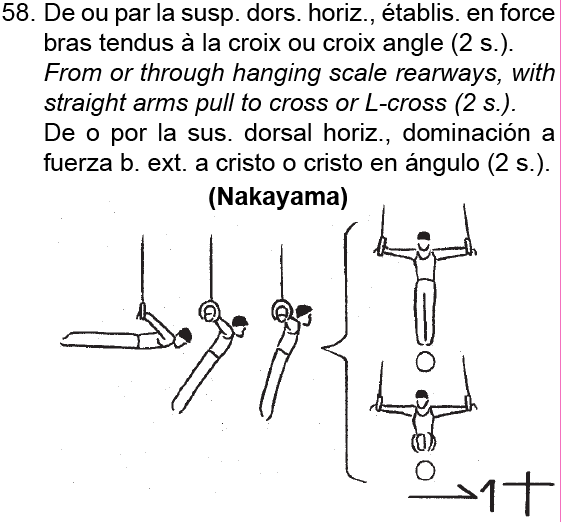 58. De ou par la susp. dors. horiz., établis. en force
bras tendus à la croix ou croix angle (2 s.).
From or through hanging scale rearways, with
straight arms pull to cross or L-cross (2 s.).
De o por la sus. dorsal horiz., dominación a
fuerza b. ext. a cristo o cristo en ángulo (2 s.).
(Nakayama)